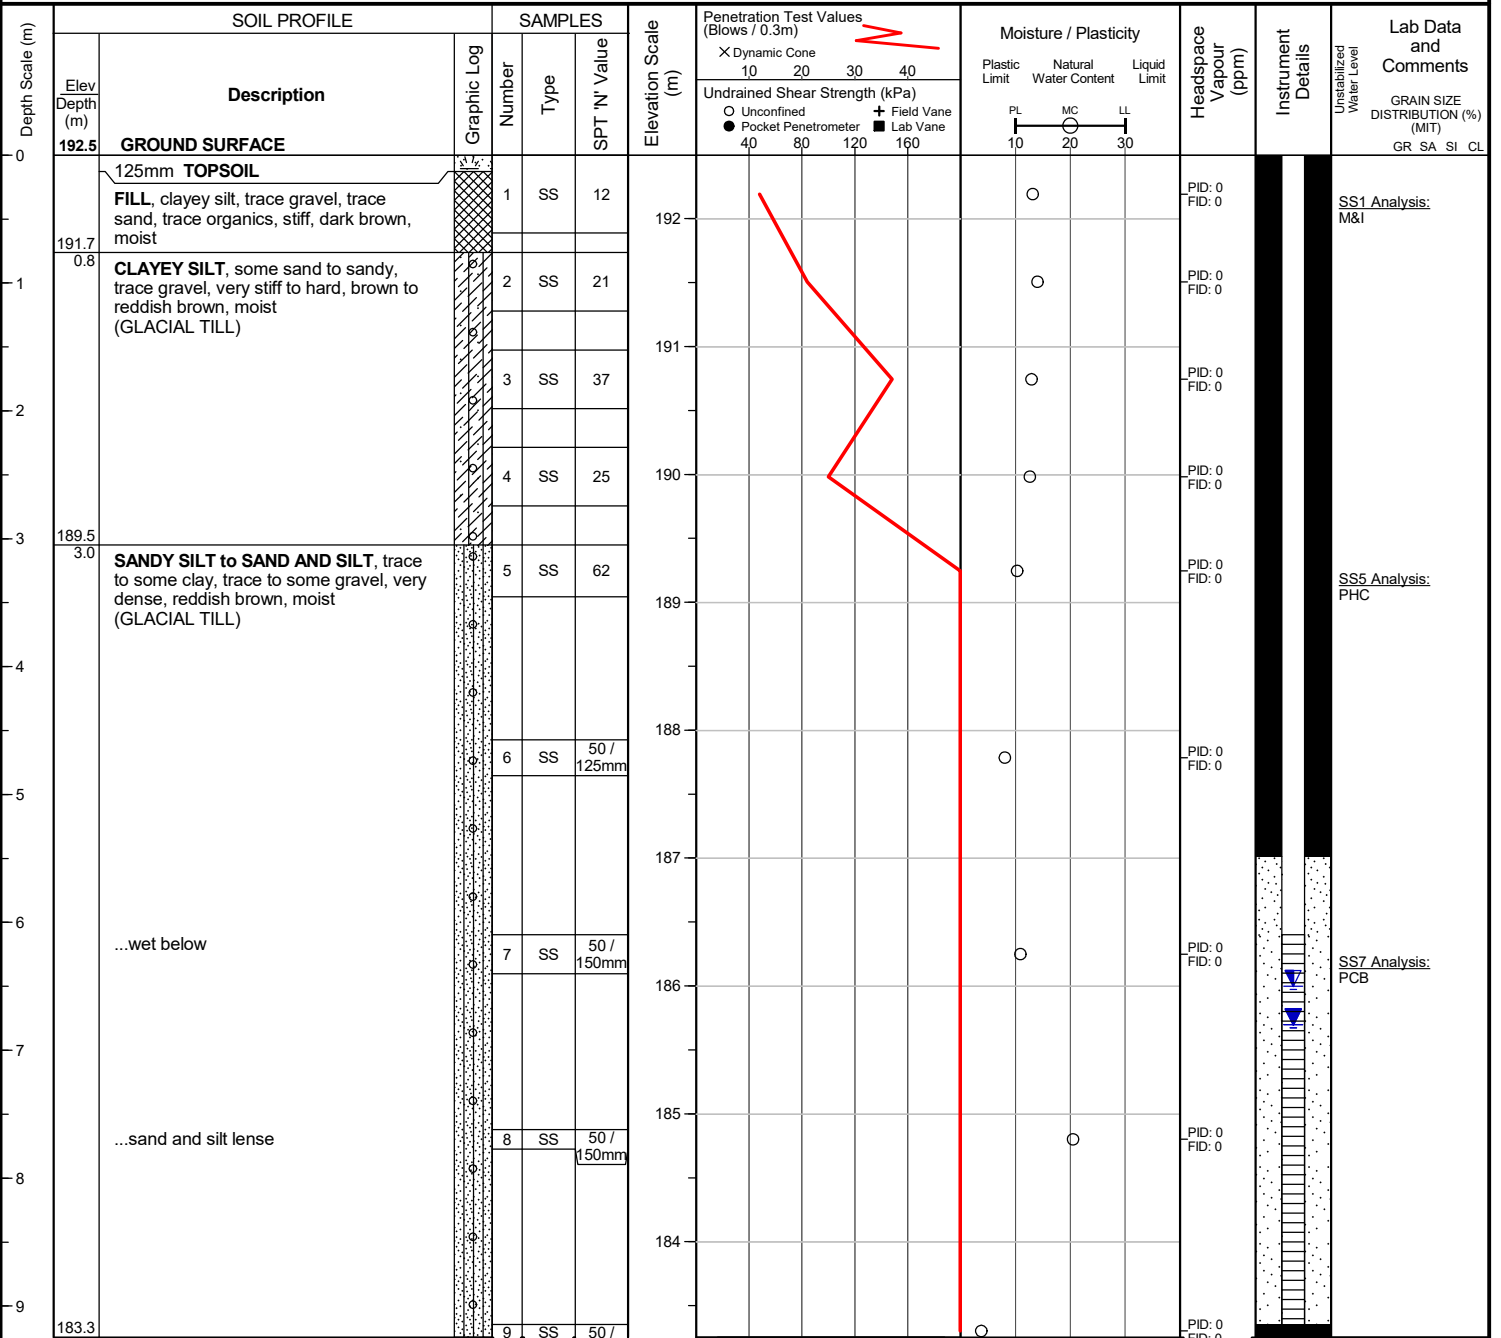 SOIL PROFILE
SAMPLES
Depth Scale (m)
Elev
Depth
(m)
192.5
Description
GROUND SURFACE
Graphic Log
Number
Type
SPT 'N' Value
Elevation Scale
(m)
Penetration Test Values
(Blows / 0.3m)
Dynamic Cone
10 20 30 40
Undrained Shear Strength (kPa)
Unconfined
Field Vane
Pocket Penetrometer
Lab Vane
40 80 120 160
Moisture / Plasticity
Plastic
Limit
Natural
Water Content
Liquid
Limit
PL MC LL
10 20 30
Headspace
Vapour
(ppm)
Instrument
Details
Unstabilized
Water Level
Lab Data
and
Comments
GRAIN SIZE
DISTRIBUTION (%)
(MIT)
GR SA SI CL
0
125mm TOPSOIL
FILL, clayey silt, trace gravel, trace
sand, trace organics, stiff, dark brown,
moist
1 SS 12
192
PID: 0
FID: 0
SS1 Analysis:
M&I
191.7
0.8
CLAYEY SILT, some sand to sandy,
trace gravel, very stiff to hard, brown to
reddish brown, moist
(GLACIAL TILL)
1
2 SS 21
PID: 0
FID: 0
191
3 SS 37
PID: 0
FID: 0
2
4 SS 25
190
PID: 0
FID: 0
189.5
3
3.0
SANDY SILT to SAND AND SILT, trace
to some clay, trace to some gravel, very
dense, reddish brown, moist
(GLACIAL TILL)
5 SS 62
PID: 0
FID: 0
SS5 Analysis:
PHC
189
4
188
6 SS 50 /
125mm
PID: 0
FID: 0
5
187
6
...wet below
7 SS 50 /
150mm
PID: 0
FID: 0
SS7 Analysis:
PCB
186
7
185
...sand and silt lense
8 SS 50 /
150mm
PID: 0
FID: 0
8
184
9
183.3
9 SS 50 /
PID: 0
FID: 0